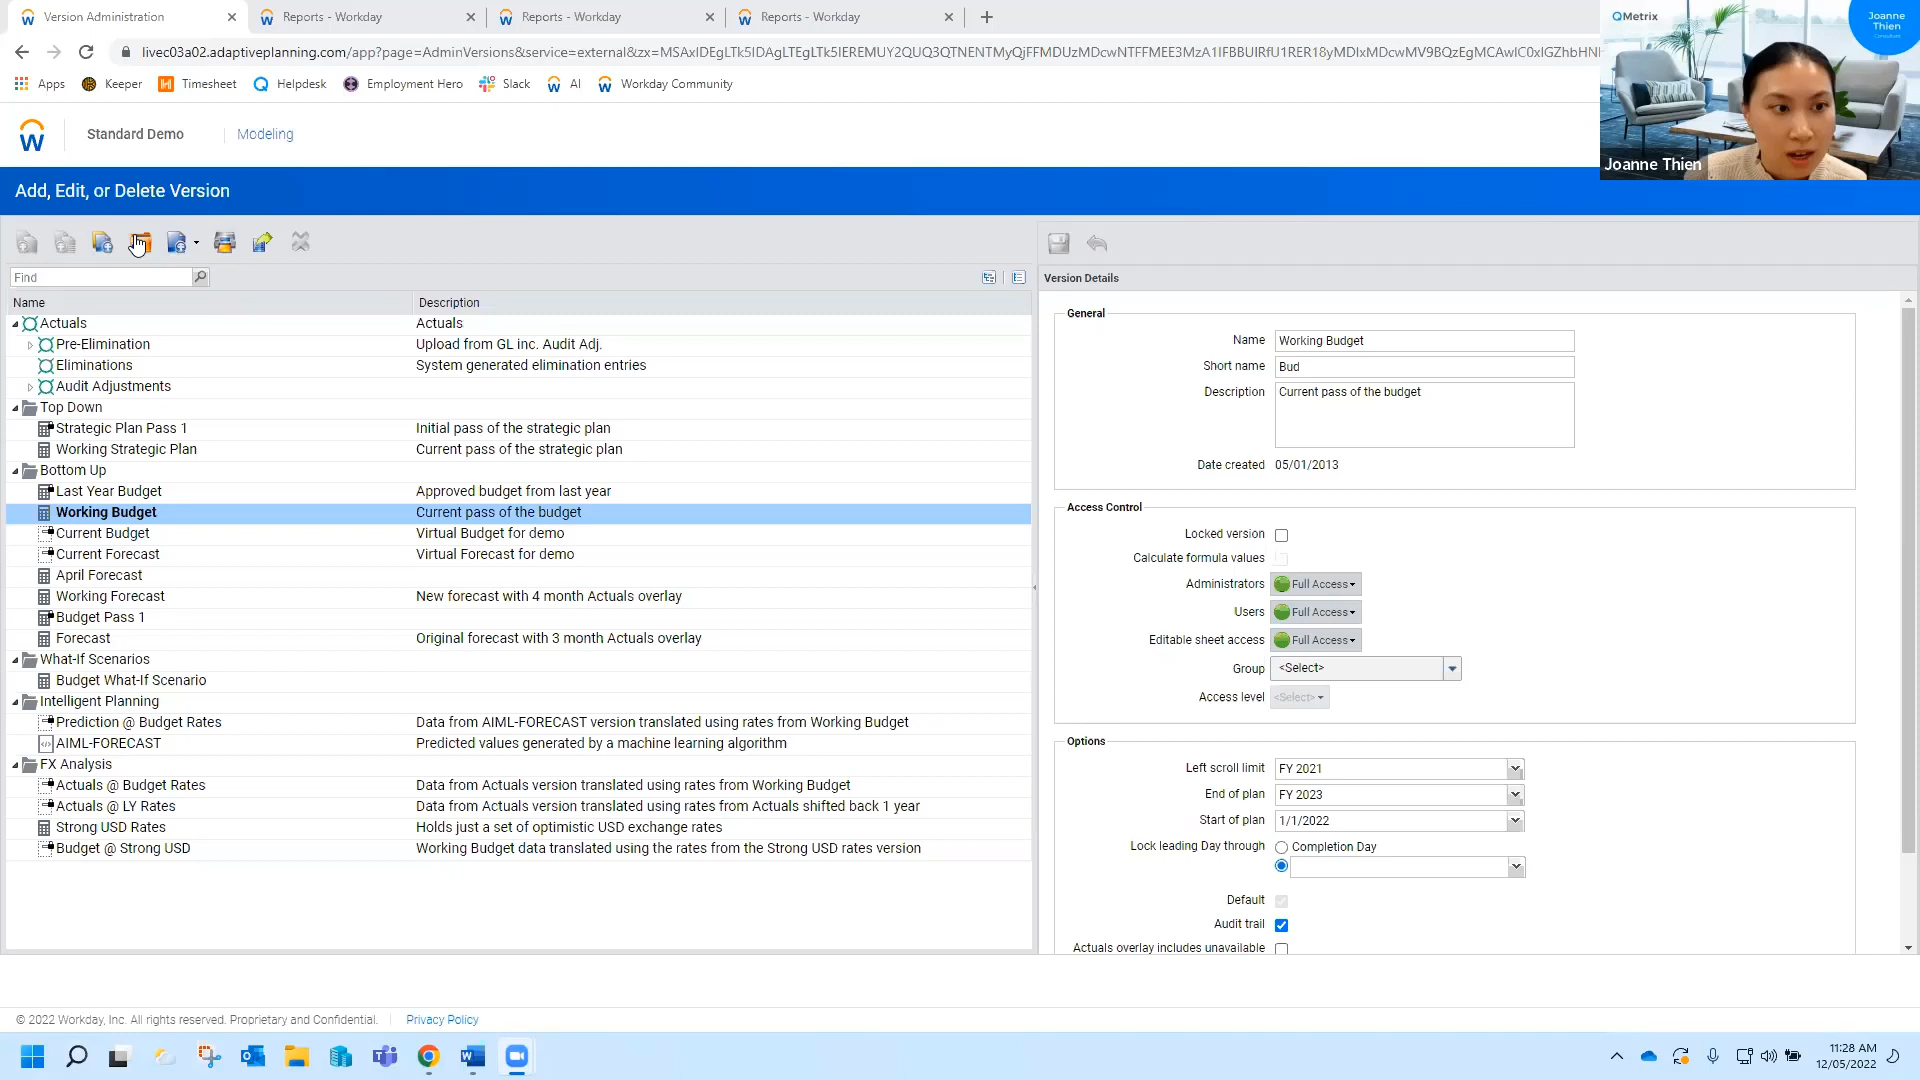 Version Administration
Reports - Workday
Reports - Workday
Reports - Workday
livec03a02.adaptiveplanning.com/app?page=AdminVersions&service=external&zx=
Apps
Keeper
Timesheet
Helpdesk
Employment Hero
Slack
AI
Workday Community
QMetrix
Joanne
Thien
Joanne Thien
Standard Demo
Modeling
Add, Edit, or Delete Version
Find
Name Description
Actuals Actuals
Pre-Elimination Upload from GL inc. Audit Adj.
Eliminations System generated elimination entries
Audit Adjustments
Top Down
Strategic Plan Pass 1 Initial pass of the strategic plan
Working Strategic Plan Current pass of the strategic plan
Bottom Up
Last Year Budget Approved budget from last year
Working Budget Current pass of the budget
Current Budget Virtual Budget for demo
Current Forecast Virtual Forecast for demo
April Forecast
Working Forecast New forecast with 4 month Actuals overlay
Budget Pass 1
Forecast Original forecast with 3 month Actuals overlay
What-If Scenarios
Budget What-If Scenario
Intelligent Planning
Prediction @ Budget Rates Data from AIML-FORECAST version translated using rates from Working Budget
AIML-FORECAST Predicted values generated by a machine learning algorithm
FX Analysis
Actuals @ Budget Rates Data from Actuals version translated using rates from Working Budget
Actuals @ LY Rates Data from Actuals version translated using rates from Actuals shifted back 1 year
Strong USD Rates Holds just a set of optimistic USD exchange rates
Budget @ Strong USD Working Budget data translated using the rates from the Strong USD rates version
Version Details
General
Name Working Budget
Short name Bud
Description Current pass of the budget
Date created 05/01/2013
Access Control
Locked version
Calculate formula values
Administrators Full Access
Users Full Access
Editable sheet access Full Access
Group <Select>
Access level <Select>
Options
Left scroll limit FY 2021
End of plan FY 2023
Start of plan 1/1/2022
Lock leading Day through Completion Day
Default
Audit trail
Actuals overlay includes unavailable
© 2022 Workday, Inc. All rights reserved. Proprietary and Confidential.
Privacy Policy
11:28 AM
12/05/2022